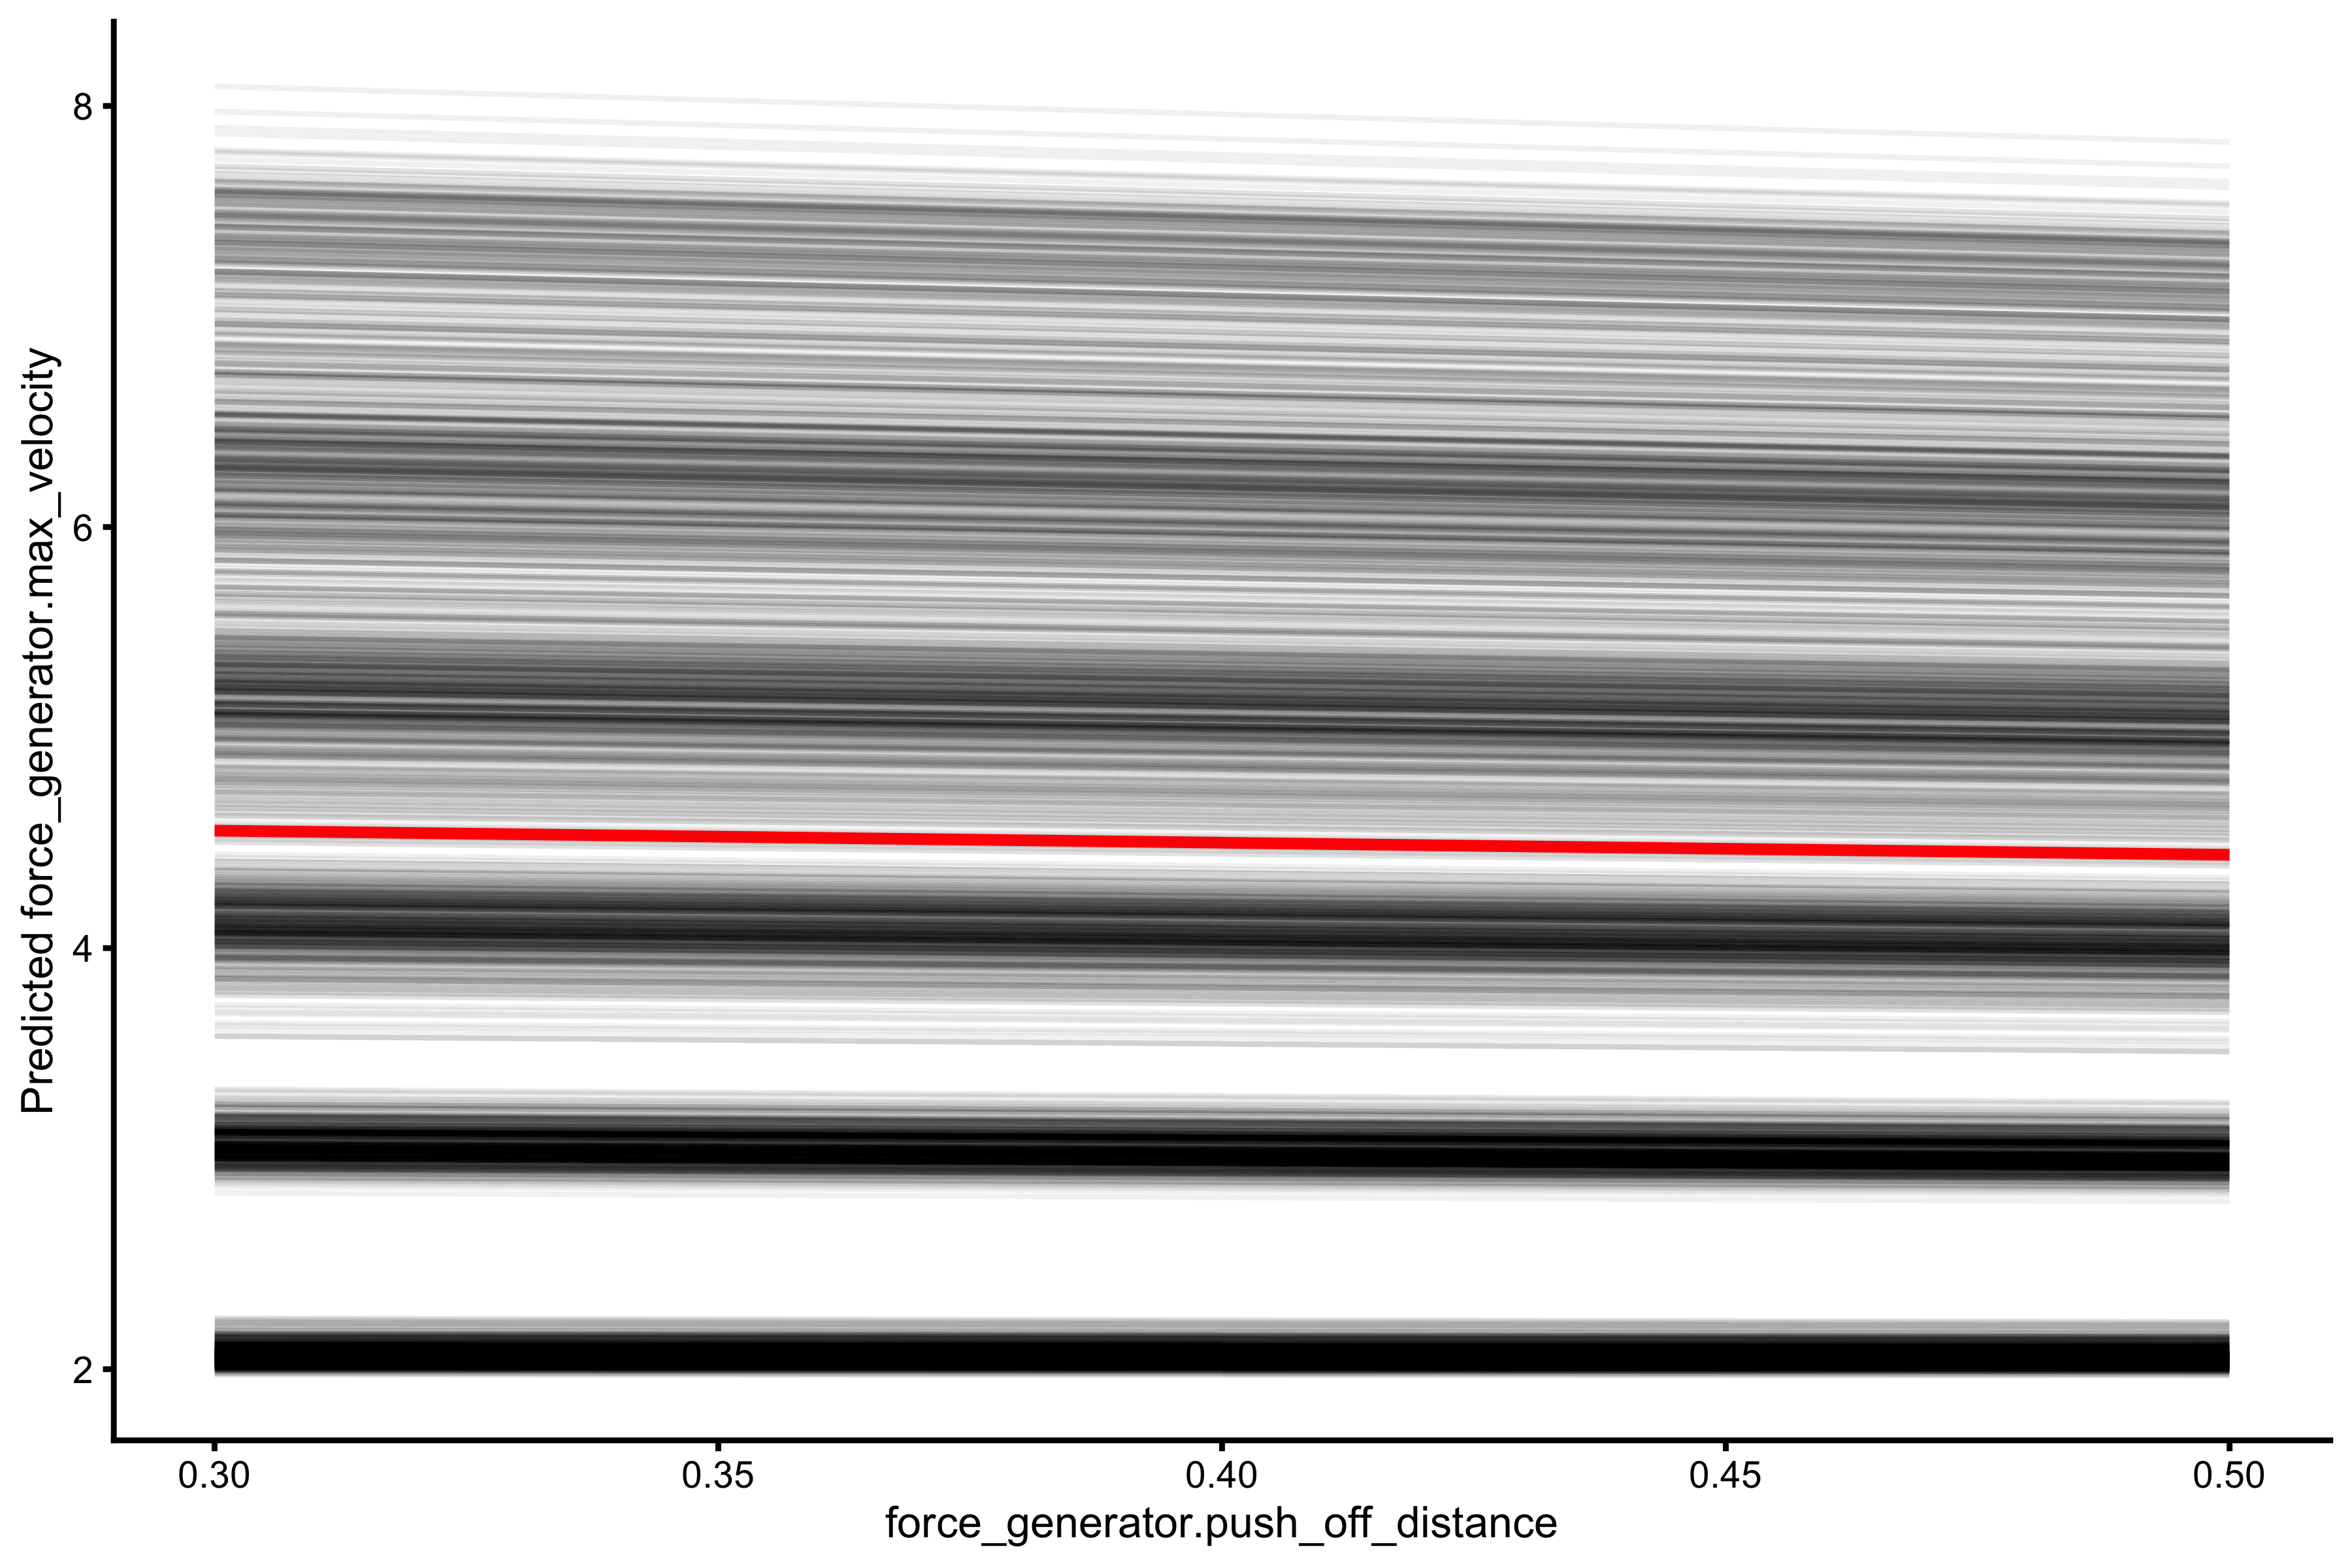 Predicted force_generator.max_velocity
8
6
4
2
0.30 0.35 0.40 0.45 0.50
force_generator.push_off_distance